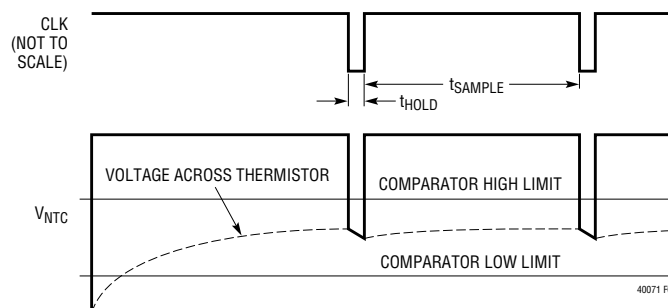 CLK
(NOT TO
SCALE)
tSAMPLE
tHOLD
VOLTAGE ACROSS THERMISTOR
COMPARATOR HIGH LIMIT
VNTC
COMPARATOR LOW LIMIT
40071 F